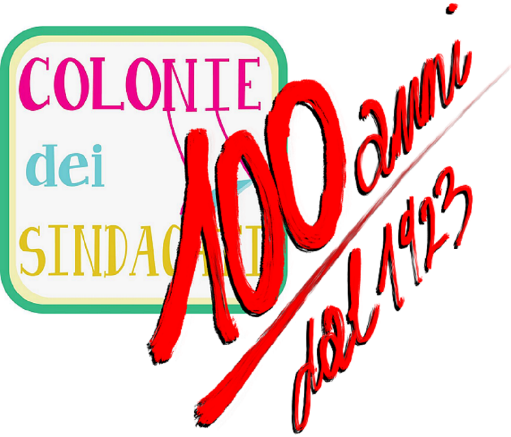 COLONIE
dei
SINDACATI
100 anni
dal 1923